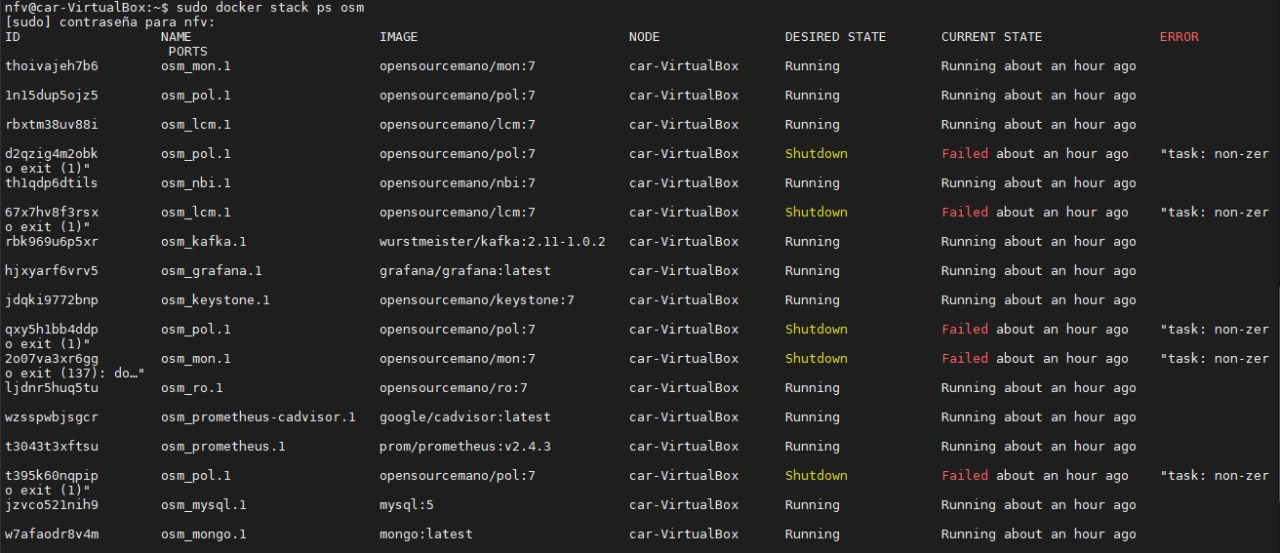 nfv@car-VirtualBox:~$ sudo docker stack ps osm
[sudo] contraseña para nfv:
ID NAME IMAGE NODE DESIRED STATE CURRENT STATE ERROR
PORTS
thoivajeh7b6 osm_mon.1 opensourcemano/mon:7 car-VirtualBox Running Running about an hour ago
1n15dup5ojz5 osm_pol.1 opensourcemano/pol:7 car-VirtualBox Running Running about an hour ago
rbxtm38uv88i osm_lcm.1 opensourcemano/lcm:7 car-VirtualBox Running Running about an hour ago
d2qzig4m2obk osm_pol.1 opensourcemano/pol:7 car-VirtualBox Shutdown Failed about an hour ago "task: non-zer
o exit (1)"
th1qdp6dtils osm_nbi.1 opensourcemano/nbi:7 car-VirtualBox Running Running about an hour ago
67x7hv8f3rsx osm_lcm.1 opensourcemano/lcm:7 car-VirtualBox Shutdown Failed about an hour ago "task: non-zer
o exit (1)"
rbk969u6p5xr osm_kafka.1 wurstmeister/kafka:2.11-1.0.2 car-VirtualBox Running Running about an hour ago
hjxyarf6vrv5 osm_grafana.1 grafana/grafana:latest car-VirtualBox Running Running about an hour ago
jdqki9772bnp osm_keystone.1 opensourcemano/keystone:7 car-VirtualBox Running Running about an hour ago
qxy5h1bb4ddp osm_pol.1 opensourcemano/pol:7 car-VirtualBox Shutdown Failed about an hour ago "task: non-zer
o exit (1)"
2o07va3xr6gg osm_mon.1 opensourcemano/mon:7 car-VirtualBox Shutdown Failed about an hour ago "task: non-zer
o exit (137): do…"
ljdnr5huq5tu osm_ro.1 opensourcemano/ro:7 car-VirtualBox Running Running about an hour ago
wzsspwbjsgcr osm_prometheus-cadvisor.1 google/cadvisor:latest car-VirtualBox Running Running about an hour ago
t3043t3xftsu osm_prometheus.1 prom/prometheus:v2.4.3 car-VirtualBox Running Running about an hour ago
t395k60nqpip osm_pol.1 opensourcemano/pol:7 car-VirtualBox Shutdown Failed about an hour ago "task: non-zer
o exit (1)"
jzvco521nih9 osm_mysql.1 mysql:5 car-VirtualBox Running Running about an hour ago
w7afaodr8v4m osm_mongo.1 mongo:latest car-VirtualBox Running Running about an hour ago